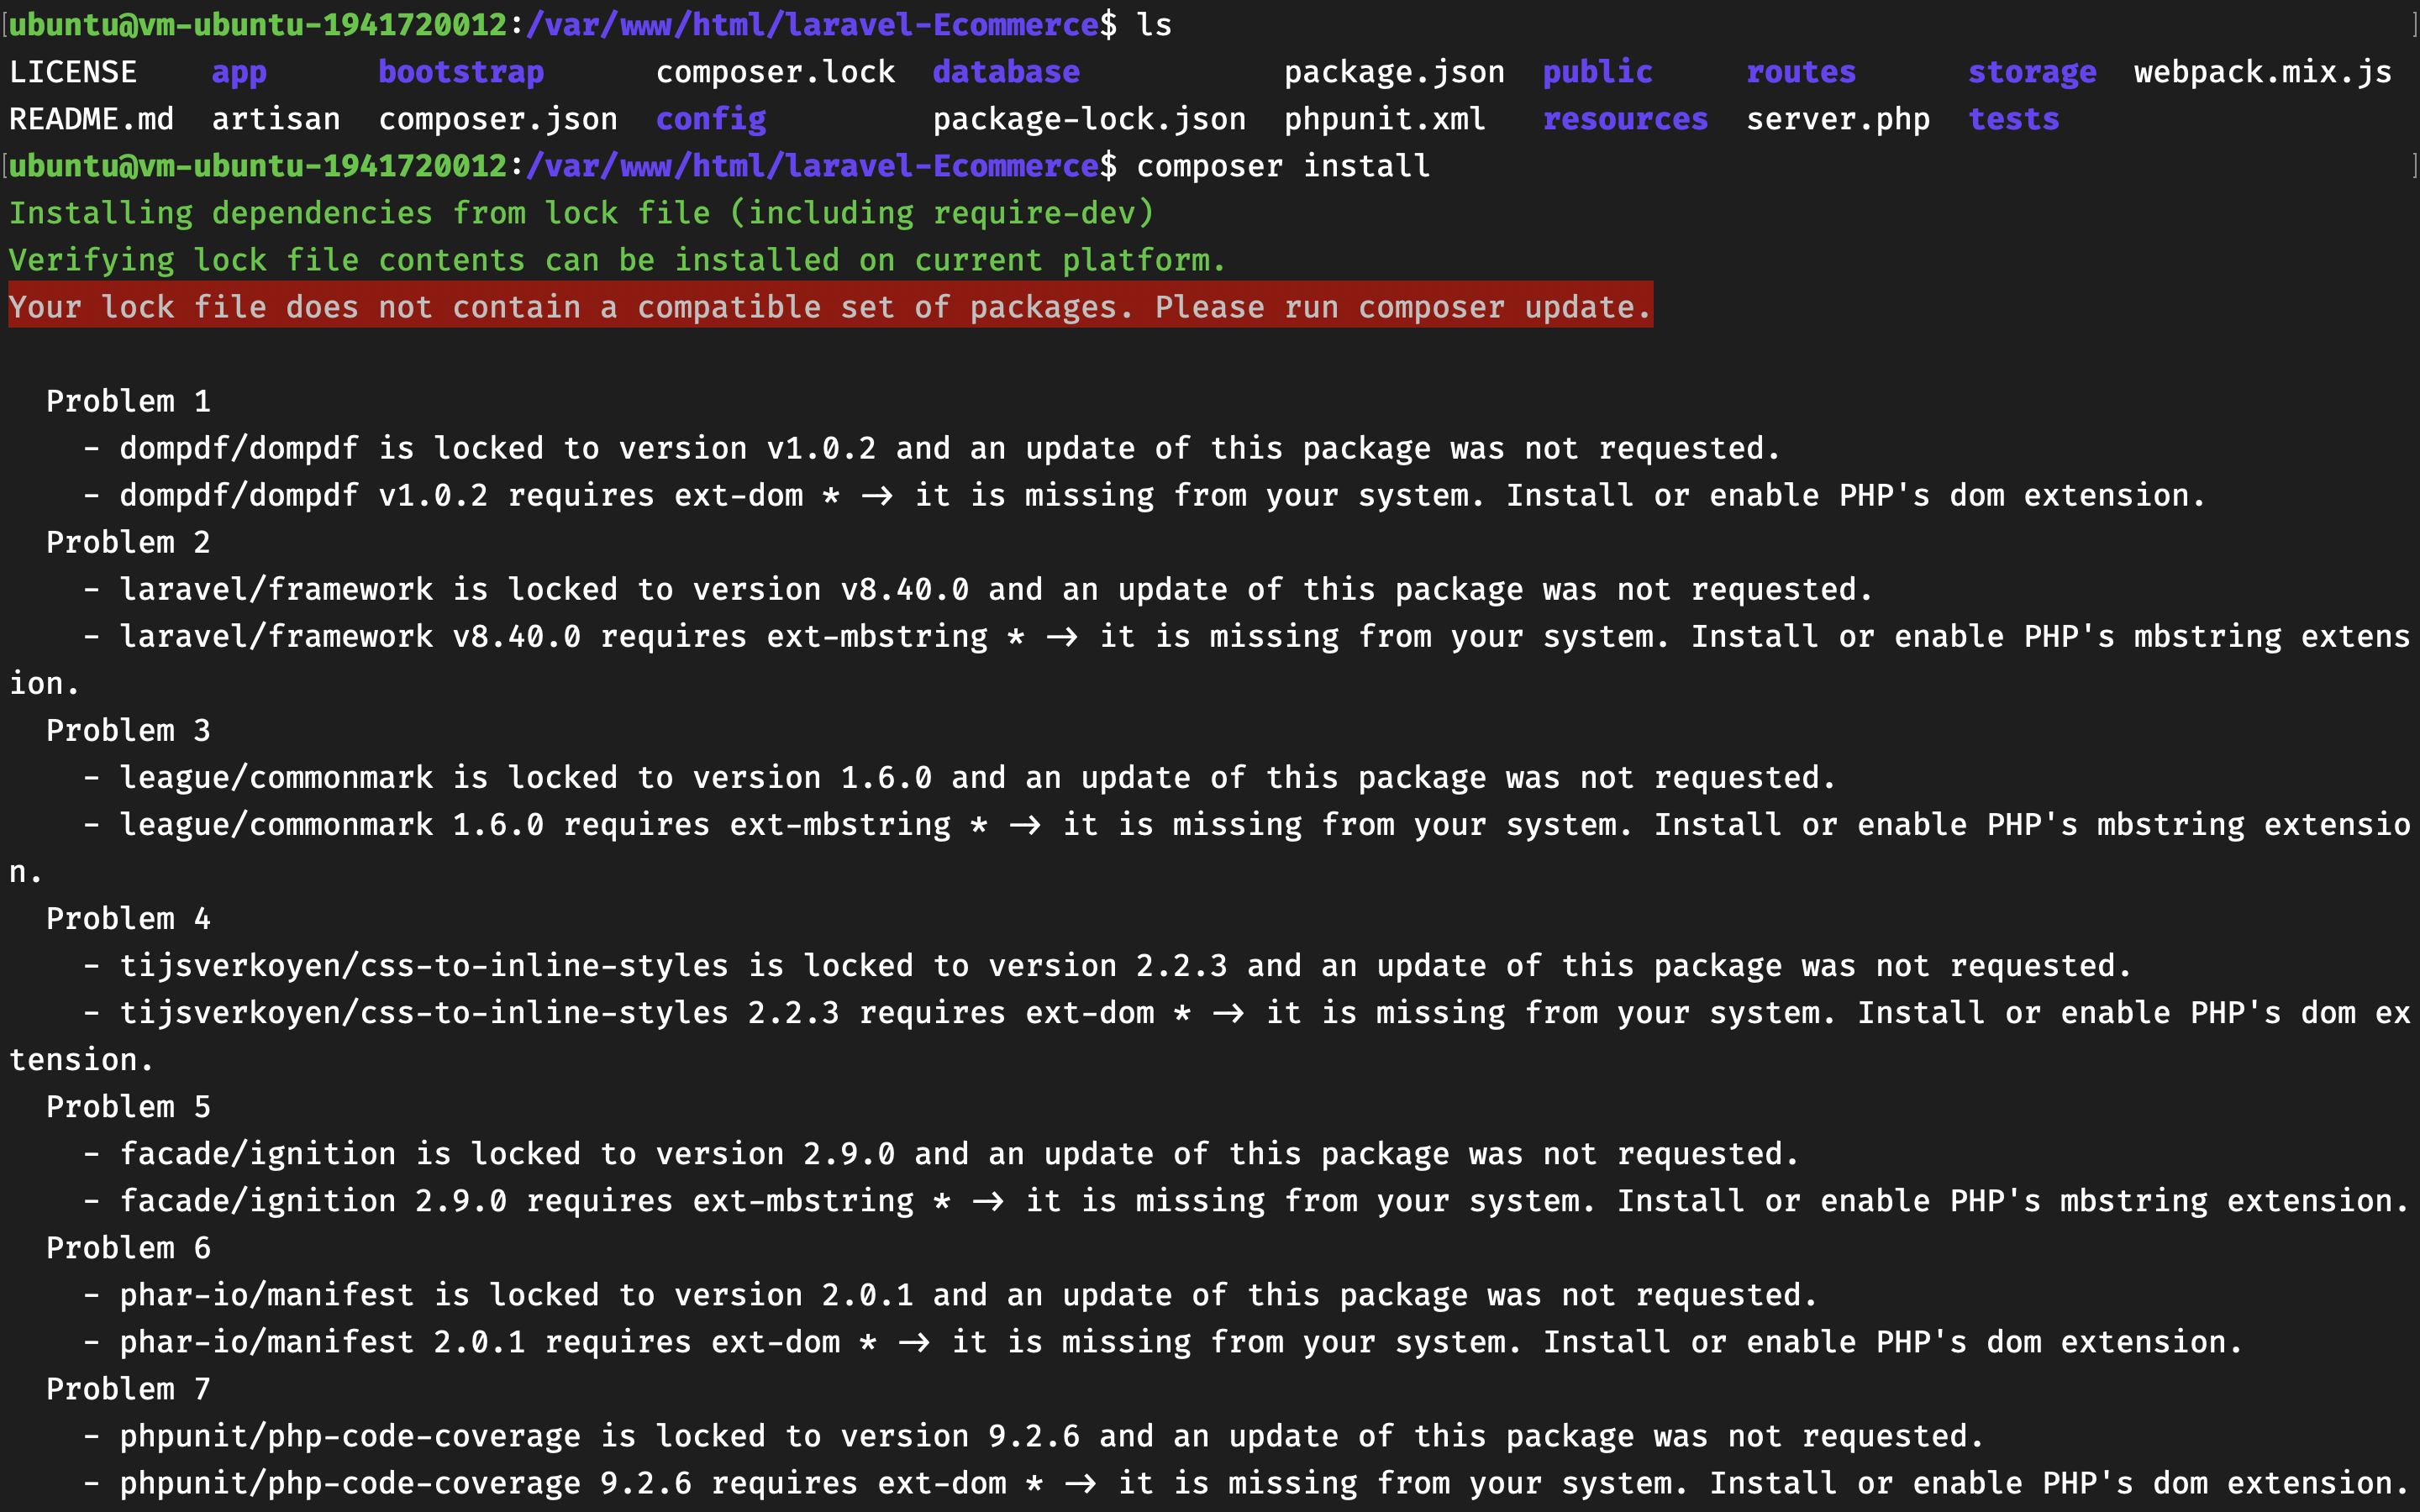 [ubuntu@vm-ubuntu-1941720012:/var/www/html/laravel-Ecommerce$ ls ]
LICENSE app bootstrap composer.lock database package.json public routes storage webpack.mix.js
README.md artisan composer.json config package-lock.json phpunit.xml resources server.php tests
[ubuntu@vm-ubuntu-1941720012:/var/www/html/laravel-Ecommerce$ composer install ]
Installing dependencies from lock file (including require-dev)
Verifying lock file contents can be installed on current platform.
Your lock file does not contain a compatible set of packages. Please run composer update.
Problem 1
- dompdf/dompdf is locked to version v1.0.2 and an update of this package was not requested.
- dompdf/dompdf v1.0.2 requires ext-dom * -> it is missing from your system. Install or enable PHP's dom extension.
Problem 2
- laravel/framework is locked to version v8.40.0 and an update of this package was not requested.
- laravel/framework v8.40.0 requires ext-mbstring * -> it is missing from your system. Install or enable PHP's mbstring extens
ion.
Problem 3
- league/commonmark is locked to version 1.6.0 and an update of this package was not requested.
- league/commonmark 1.6.0 requires ext-mbstring * -> it is missing from your system. Install or enable PHP's mbstring extensio
n.
Problem 4
- tijsverkoyen/css-to-inline-styles is locked to version 2.2.3 and an update of this package was not requested.
- tijsverkoyen/css-to-inline-styles 2.2.3 requires ext-dom * -> it is missing from your system. Install or enable PHP's dom ex
tension.
Problem 5
- facade/ignition is locked to version 2.9.0 and an update of this package was not requested.
- facade/ignition 2.9.0 requires ext-mbstring * -> it is missing from your system. Install or enable PHP's mbstring extension.
Problem 6
- phar-io/manifest is locked to version 2.0.1 and an update of this package was not requested.
- phar-io/manifest 2.0.1 requires ext-dom * -> it is missing from your system. Install or enable PHP's dom extension.
Problem 7
- phpunit/php-code-coverage is locked to version 9.2.6 and an update of this package was not requested.
- phpunit/php-code-coverage 9.2.6 requires ext-dom * -> it is missing from your system. Install or enable PHP's dom extension.